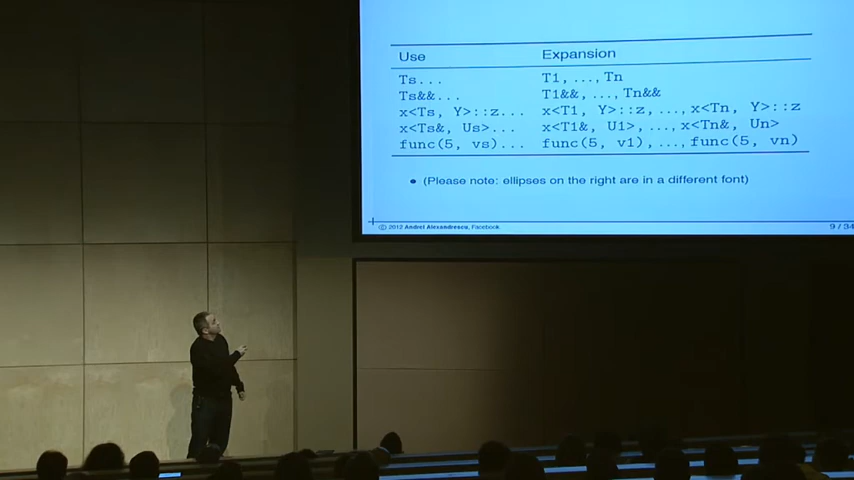 Use Expansion
Ts... T1, ..., Tn
Ts&&... T1&&, ..., Tn&&
x<Ts, Y>::z... x<T1, Y>::z, ..., x<Tn, Y>::z
x<Ts&, Us>... x<T1&, U1>, ..., x<Tn&, Un>
func(5, vs)... func(5, v1), ..., func(5, vn)
• (Please note: ellipses on the right are in a different font)
© 2012 Andrei Alexandrescu, Facebook. 9 / 34